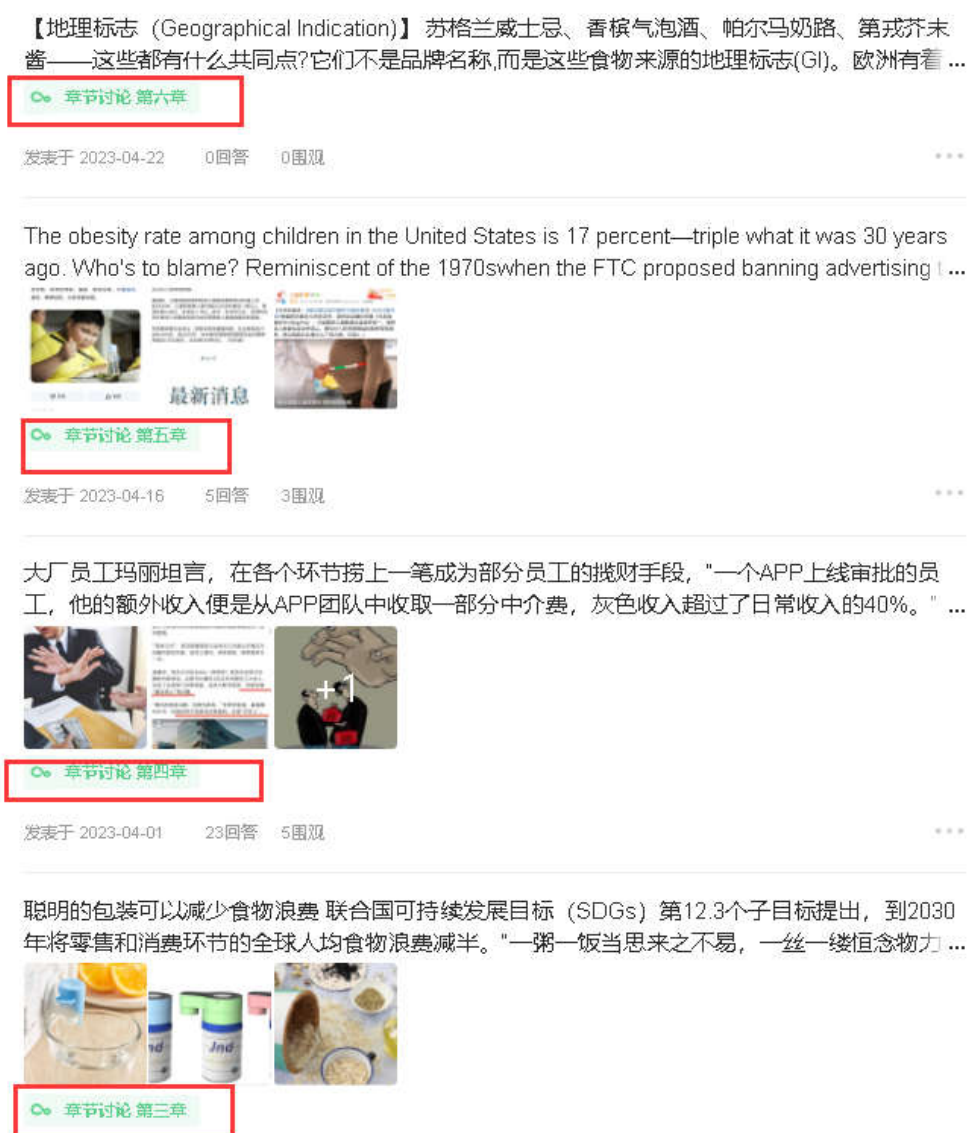 【地理标志（Geographical Indication)】 苏格兰威士忌、香槟气泡酒、帕尔马奶酪、第戎芥末
酱——这些都有什么共同点?它们不是品牌名称,而是这些食物来源的地理标志(GI)。欧洲有着 ...
章节讨论 第六章
发表于 2023-04-22 0回答 0围观
The obesity rate among children in the United States is 17 percent—triple what it was 30 years
ago. Who's to blame? Reminiscent of the 1970swhen the FTC proposed banning advertising t ...
最新消息
章节讨论 第五章
发表于 2023-04-16 5回答 3围观
大厂员工玛丽坦言，在各个环节捞上一笔成为部分员工的揽财手段，"一个APP上线审批的员
工，他的额外收入便是从APP团队中收取一部分中介费，灰色收入超过了日常收入的40%。" ...
+1
章节讨论 第四章
发表于 2023-04-01 23回答 5围观
聪明的包装可以减少食物浪费 联合国可持续发展目标（SDGs）第12.3个子目标提出，到2030
年将零售和消费环节的全球人均食物浪费减半。"一粥一饭当思来之不易，一丝一缕恒念物力 ...
Jnd
章节讨论 第三章